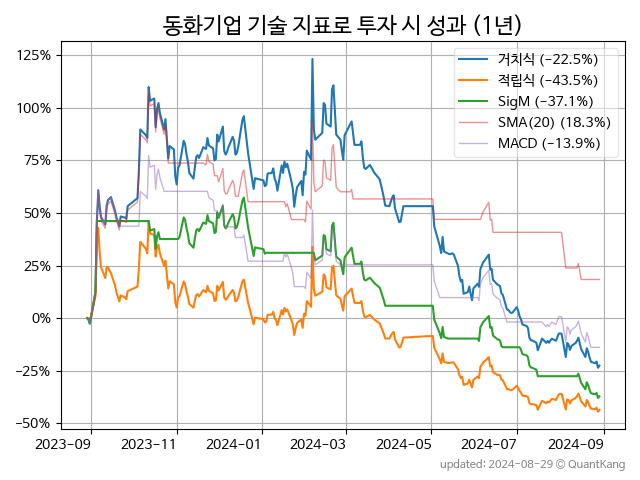 동화기업 기술 지표로 투자 시 성과 (1년)
125%
100%
75%
50%
25%
0%
−25%
−50%
거치식 (−22.5%)
적립식 (−43.5%)
SigM (−37.1%)
SMA(20) (18.3%)
MACD (−13.9%)
2023-09
2023-11
2024-01
2024-03
2024-05
2024-07
2024-09
updated: 2024-08-29 © QuantKang